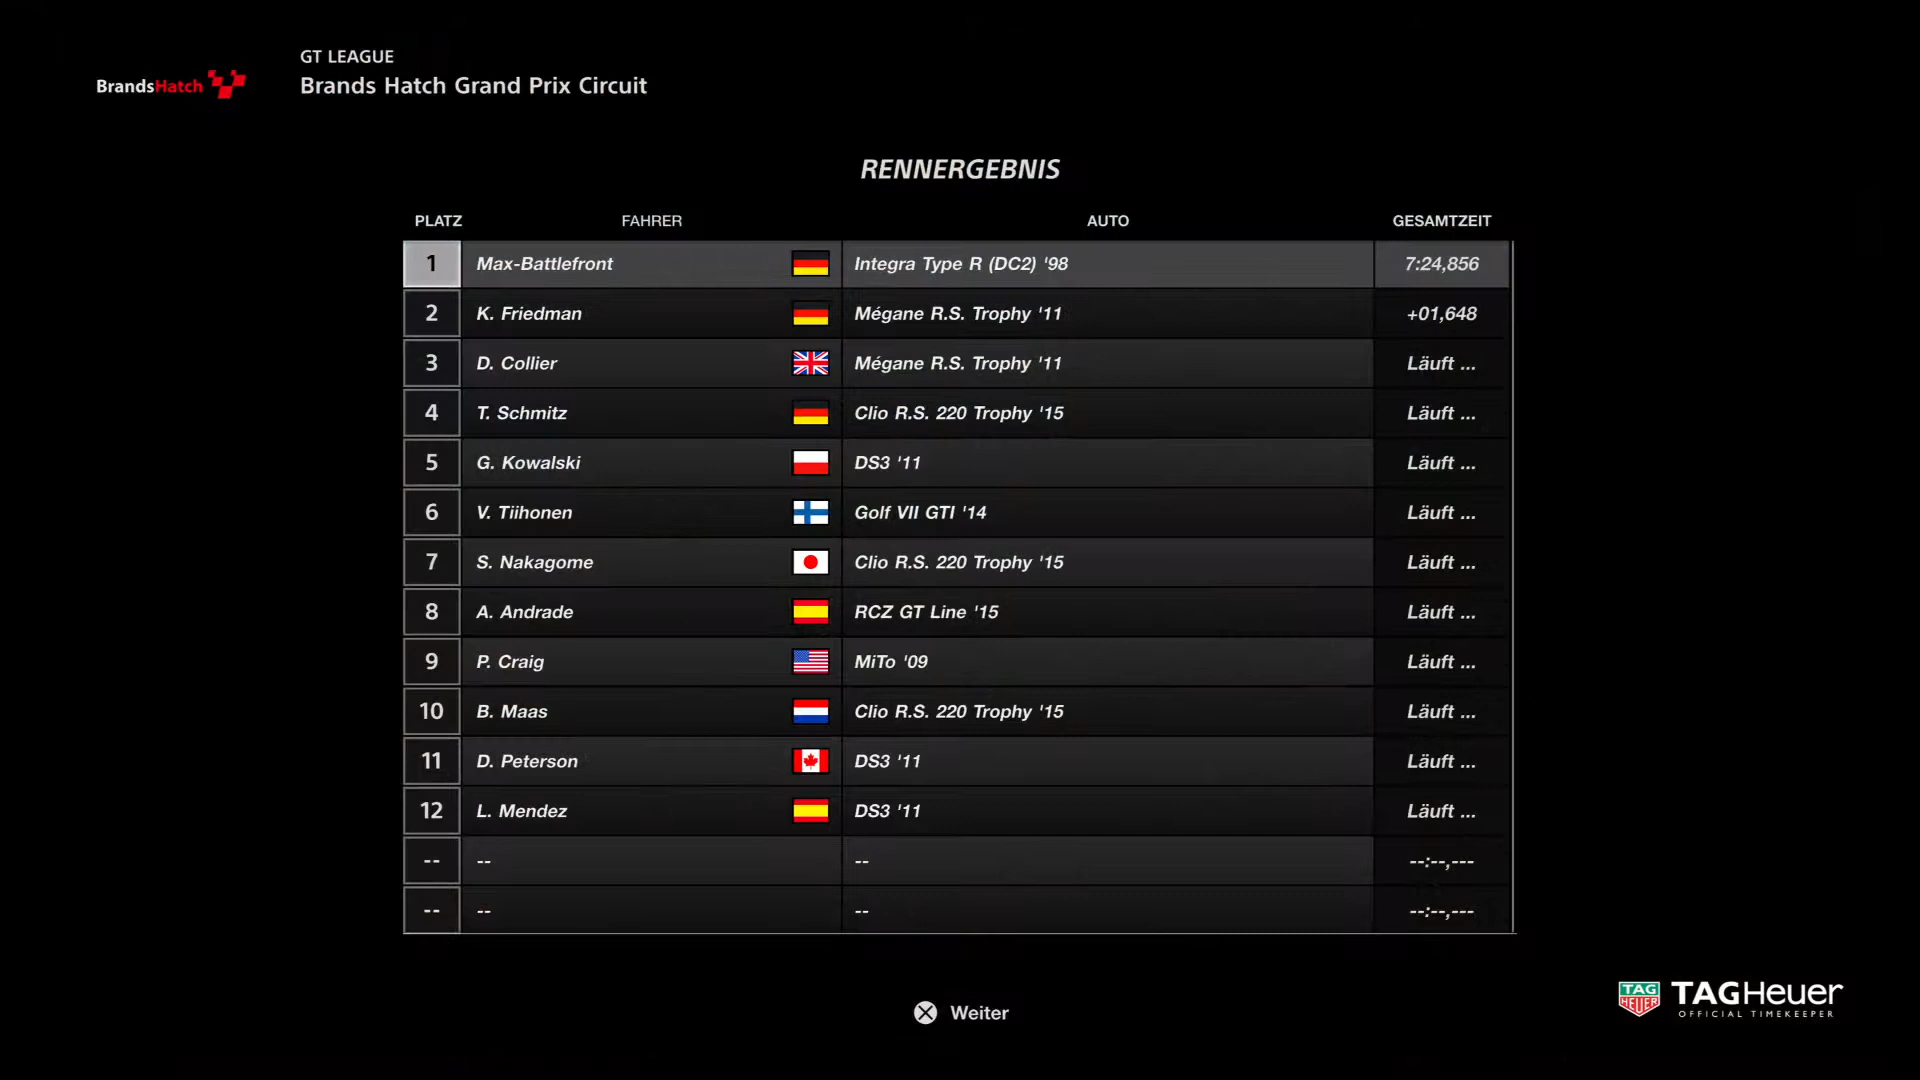 GT LEAGUE
BrandsHatch Brands Hatch Grand Prix Circuit
RENNERGEBNIS
PLATZ FAHRER AUTO GESAMTZEIT
1 Max-Battlefront Integra Type R (DC2) '98 7:24,856
2 K. Friedman Mégane R.S. Trophy '11 +01,648
3 D. Collier Mégane R.S. Trophy '11 Läuft ...
4 T. Schmitz Clio R.S. 220 Trophy '15 Läuft ...
5 G. Kowalski DS3 '11 Läuft ...
6 V. Tiihonen Golf VII GTI '14 Läuft ...
7 S. Nakagome Clio R.S. 220 Trophy '15 Läuft ...
8 A. Andrade RCZ GT Line '15 Läuft ...
9 P. Craig MiTo '09 Läuft ...
10 B. Maas Clio R.S. 220 Trophy '15 Läuft ...
11 D. Peterson DS3 '11 Läuft ...
12 L. Mendez DS3 '11 Läuft ...
-- -- -- --:--,---
-- -- -- --:--,---
Weiter
TAG HEUER TAGHeuer
OFFICIAL TIMEKEEPER